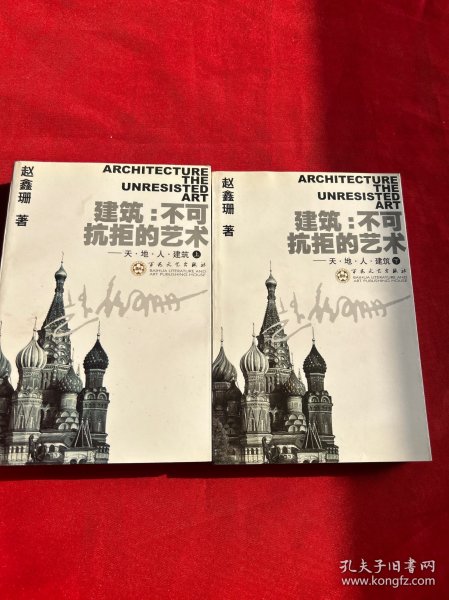 赵鑫珊 著
ARCHITECTURE
THE
UNRESISTED
ART
建筑:不可
抗拒的艺术
——天·地·人·建筑 上
百花文艺出版社
BAIHUA LITERATURE AND
ART PUBLISHING HOUSE
赵鑫珊 著
ARCHITECTURE
THE
UNRESISTED
ART
建筑:不可
抗拒的艺术
——天·地·人·建筑 下
百花文艺出版社
BAIHUA LITERATURE AND
ART PUBLISHING HOUSE
孔夫子旧书网
www.kongfz.com